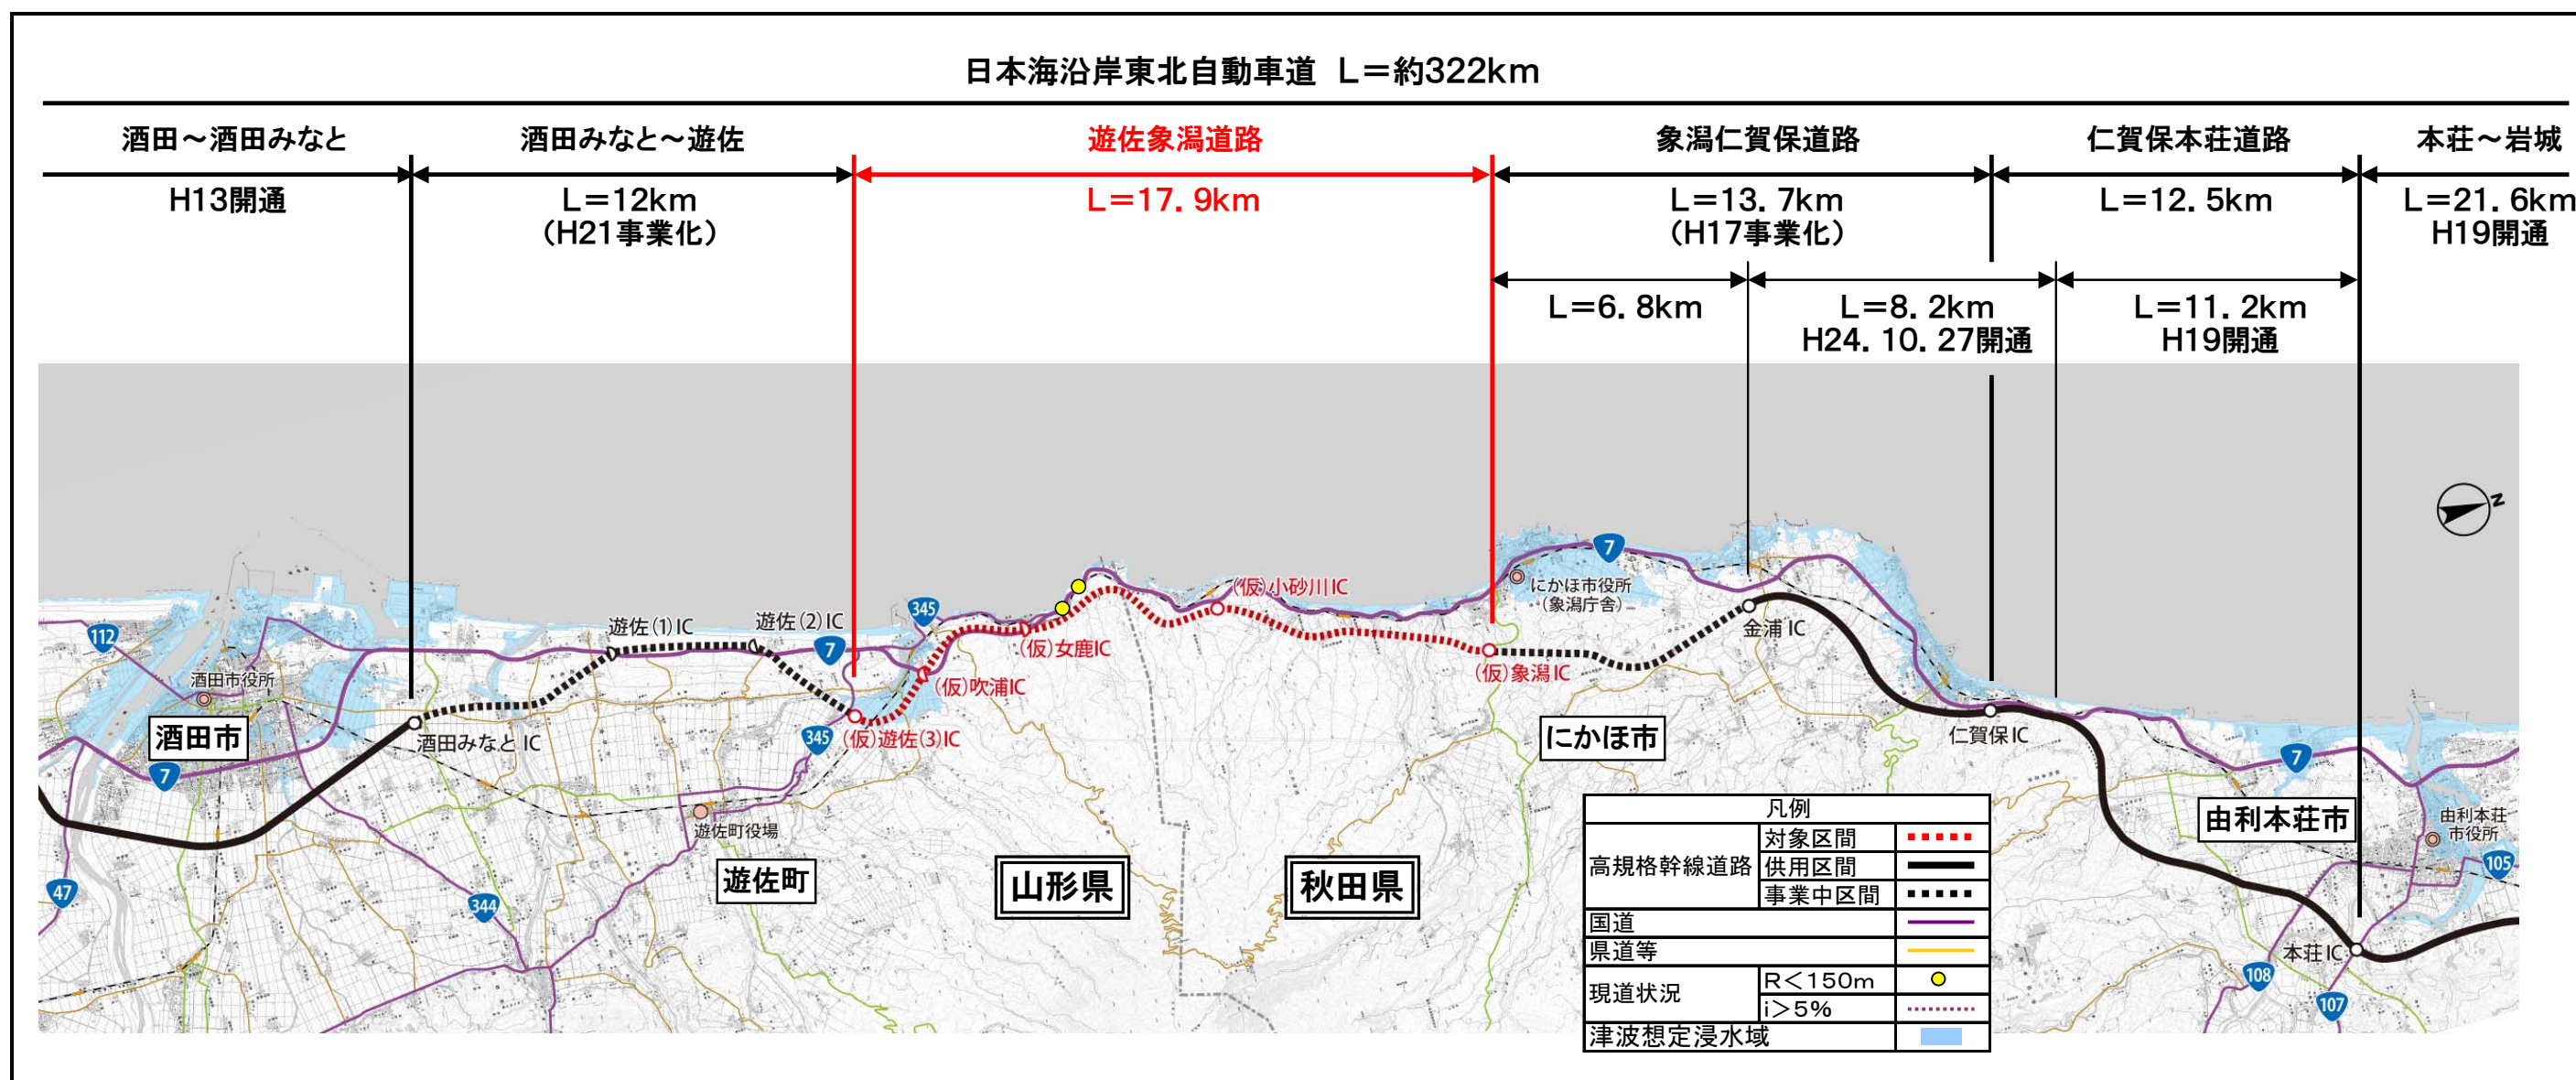 日本海沿岸東北自動車道 L=約322km
酒田～酒田みなと
酒田みなと～遊佐
遊佐象潟道路
象潟仁賀保道路
仁賀保本荘道路
本荘～岩城
H13開通
L=12km
(H21事業化)
L=17.9km
L=13.7km
(H17事業化)
L=12.5km
L=21.6km
H19開通
L=6.8km
L=8.2km
H24.10.27開通
L=11.2km
H19開通
N
7
にかほ市役所
(象潟庁舎)
(仮)小砂川IC
345
112
遊佐(1)IC
遊佐(2)IC
7
(仮)女鹿IC
金浦IC
(仮)象潟IC
酒田市役所
(仮)吹浦IC
酒田市
酒田みなとIC
345
(仮)遊佐(3)IC
にかほ市
仁賀保IC
7
7
遊佐町役場
由利本荘市
由利本荘
市役所
105
47
344
遊佐町
山形県
秋田県
本荘IC
108
107
凡例
高規格幹線道路
対象区間
供用区間
事業中区間
国道
県道等
現道状況
R<150m
i>5%
津波想定浸水域